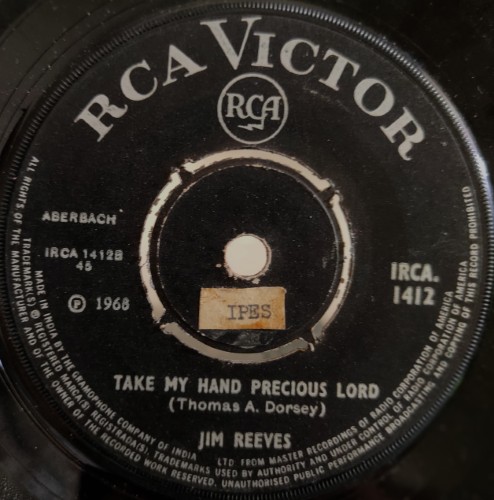 RCA VICTOR
RCA
ABERBACH
IRCA 1412B
45
℗ 1968
IRCA.
1412
IPES
TAKE MY HAND PRECIOUS LORD
(Thomas A. Dorsey)
JIM REEVES
ALL RIGHTS OF THE MANUFACTURER AND OF THE OWNER OF THE RECORDED WORK RESERVED. UNAUTHORISED PUBLIC PERFORMANCE BROADCASTING AND COPYING OF THIS RECORD PROHIBITED
TRADEMARK(S) ® REGISTERED MARCA(S) REGISTRADA(S). TRADEMARKS USED BY AUTHORITY AND UNDER CONTROL OF RADIO CORPORATION OF AMERICA
MADE IN INDIA BY THE GRAMOPHONE COMPANY OF INDIA LTD. FROM MASTER RECORDINGS OF RADIO CORPORATION OF AMERICA